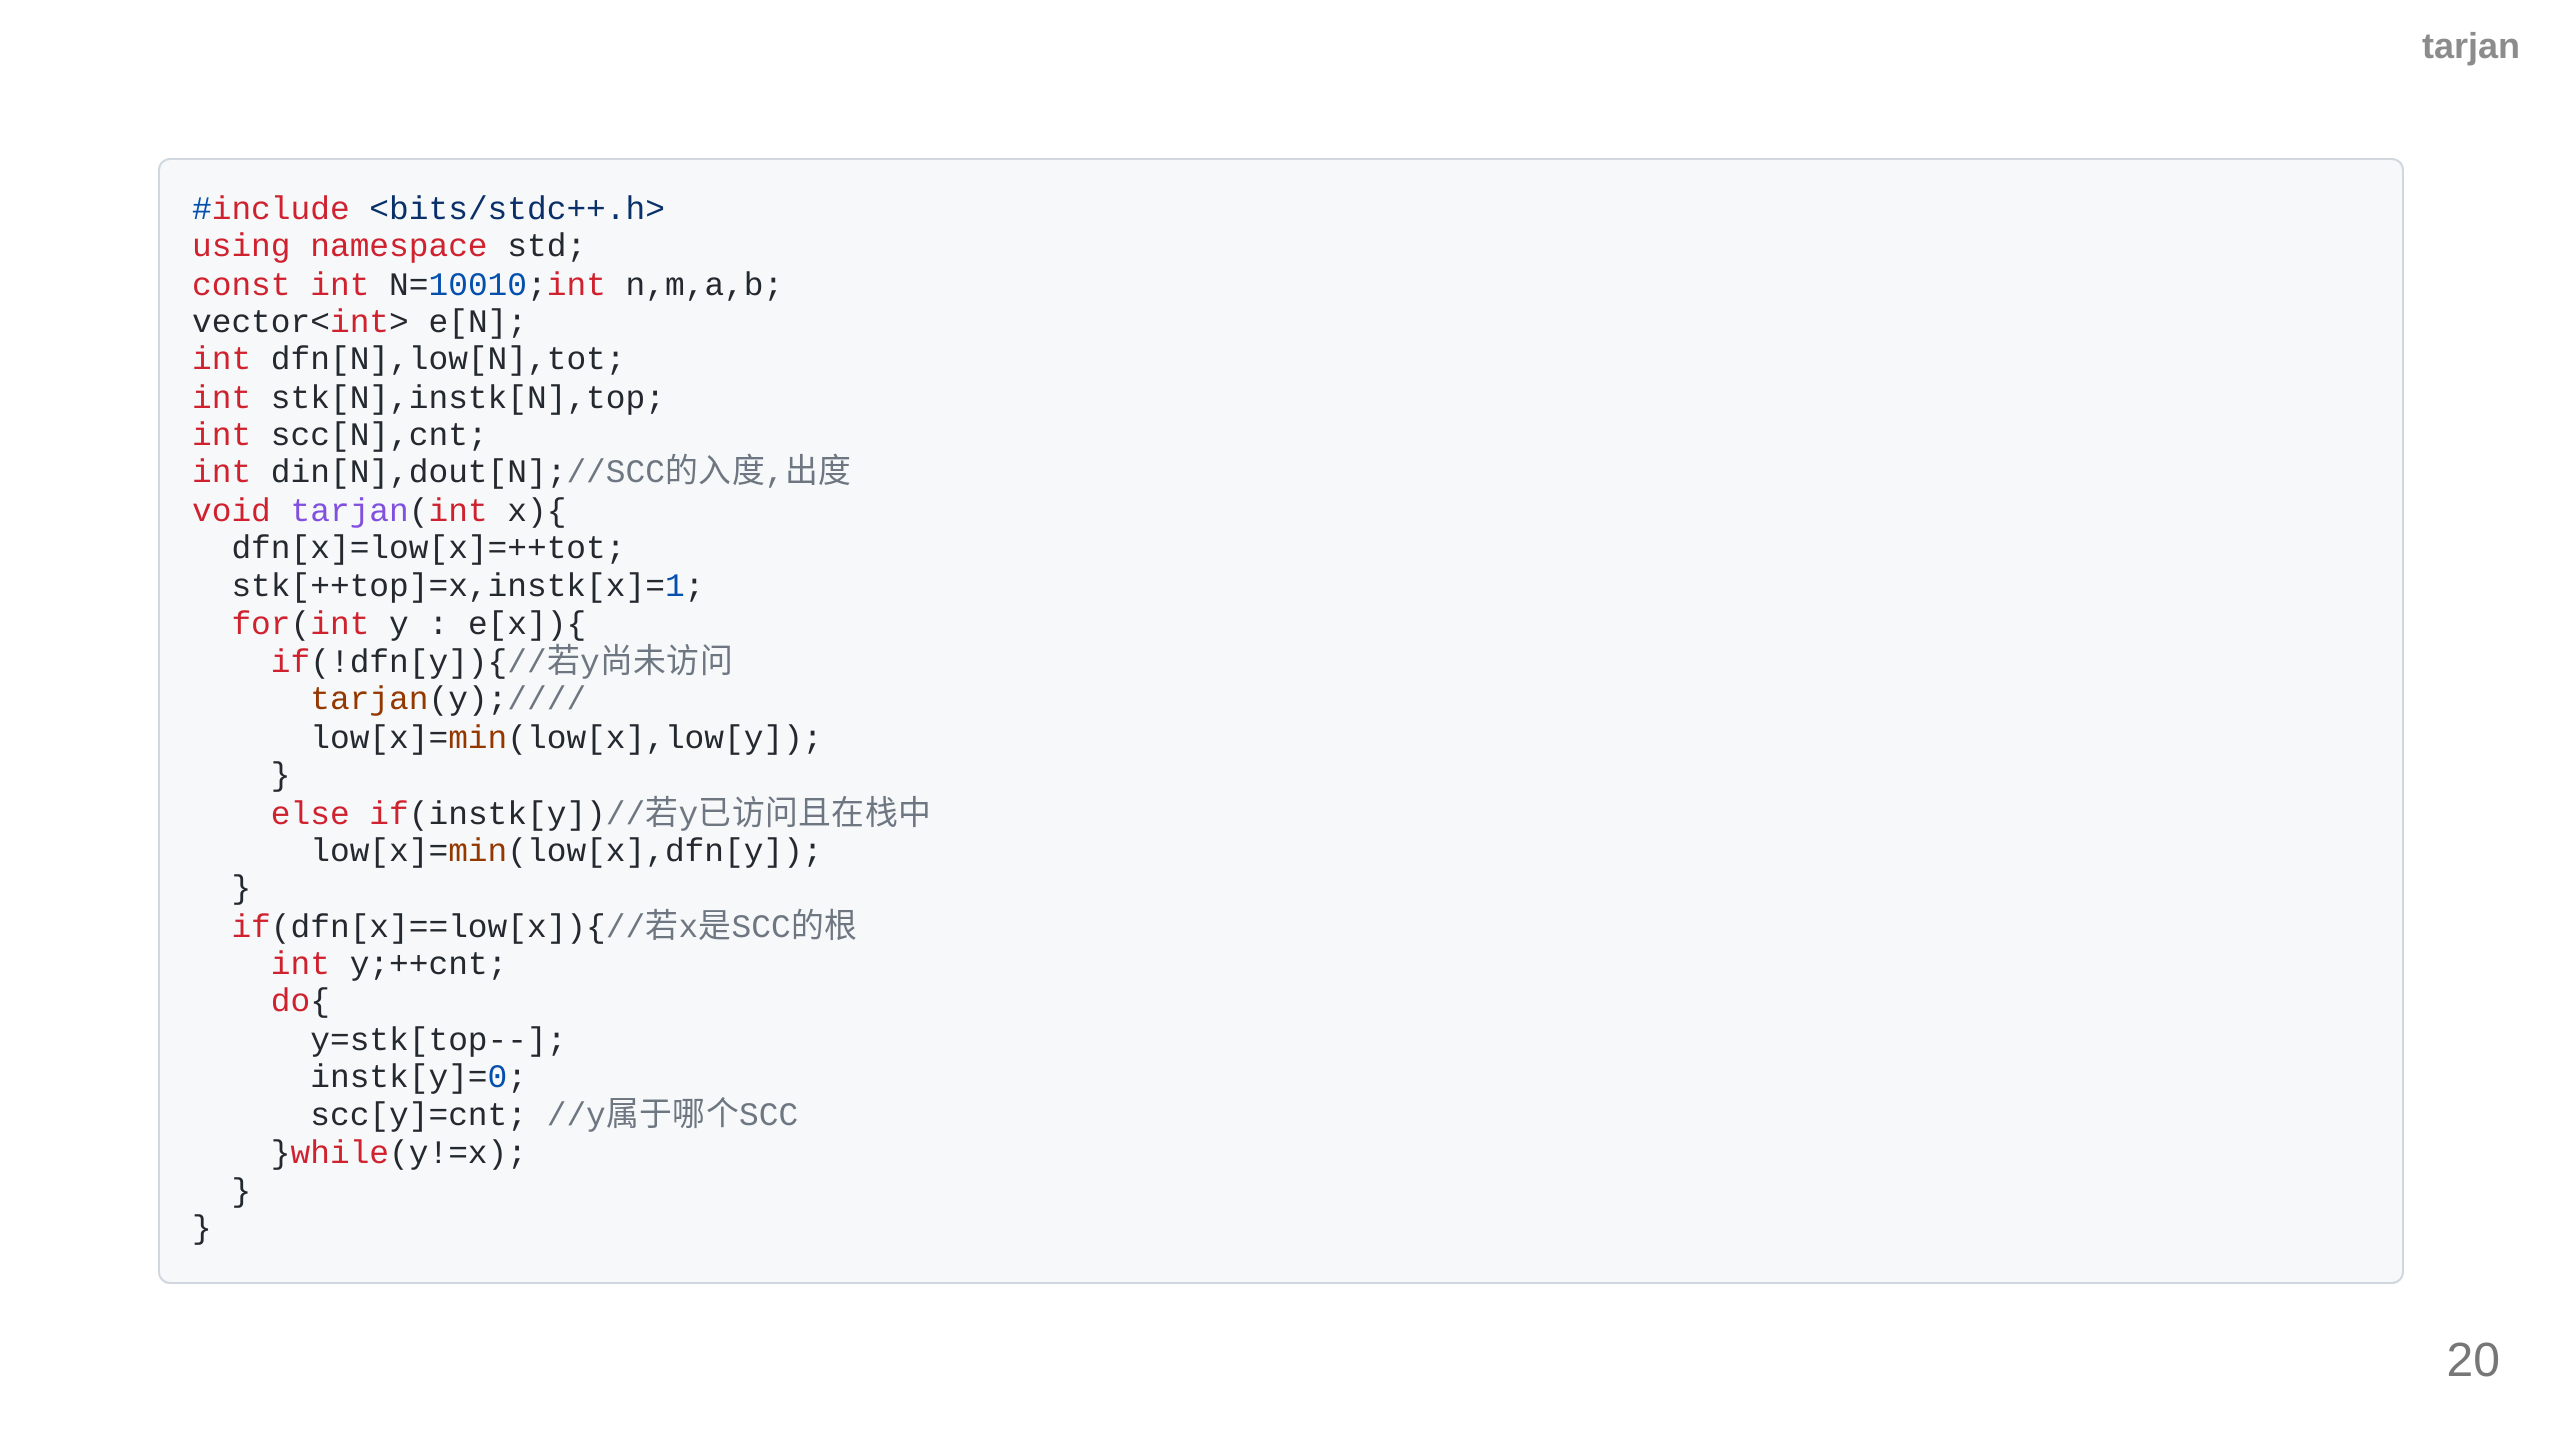 tarjan
#include <bits/stdc++.h>
using namespace std;
const int N=10010;int n,m,a,b;
vector<int> e[N];
int dfn[N],low[N],tot;
int stk[N],instk[N],top;
int scc[N],cnt;
int din[N],dout[N];//SCC的入度,出度
void tarjan(int x){
  dfn[x]=low[x]=++tot;
  stk[++top]=x,instk[x]=1;
  for(int y : e[x]){
    if(!dfn[y]){//若y尚未访问
      tarjan(y);////
      low[x]=min(low[x],low[y]);
    }
    else if(instk[y])//若y已访问且在栈中
      low[x]=min(low[x],dfn[y]);
  }
  if(dfn[x]==low[x]){//若x是SCC的根
    int y;++cnt;
    do{
      y=stk[top--];
      instk[y]=0;
      scc[y]=cnt; //y属于哪个SCC
    }while(y!=x);
  }
}
20